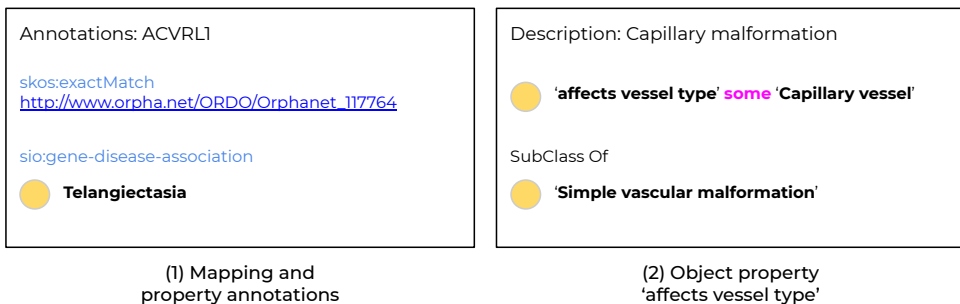 Annotations: ACVRL1
skos:exactMatch
http://www.orpha.net/ORDO/Orphanet_117764
sio:gene-disease-association
Telangiectasia
(1) Mapping and
property annotations
Description: Capillary malformation
‘affects vessel type’ some ‘Capillary vessel’
SubClass Of
‘Simple vascular malformation’
(2) Object property
‘affects vessel type’